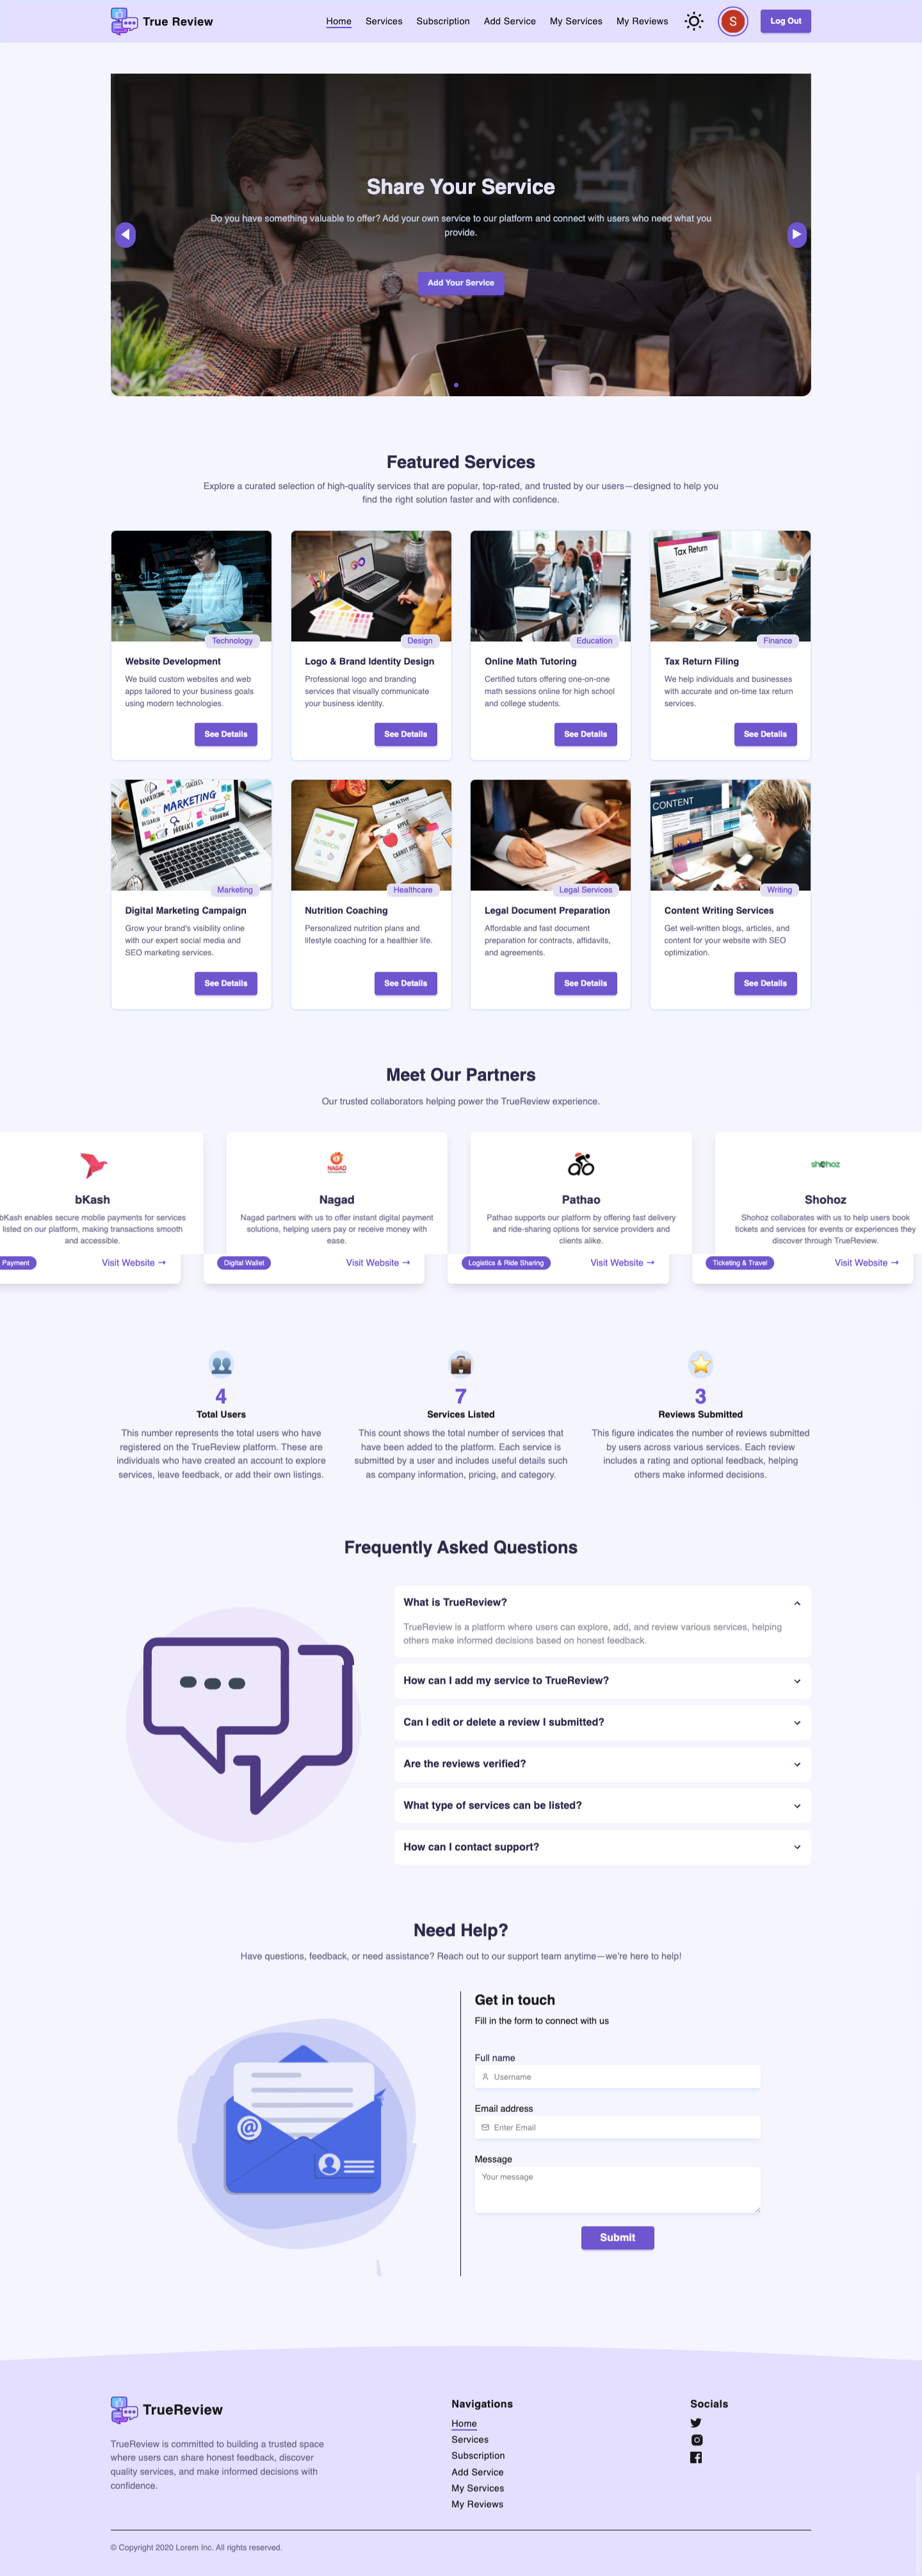 True Review
Home Services Subscription Add Service My Services My Reviews S Log Out
Share Your Service
Do you have something valuable to offer? Add your own service to our platform and connect with users who need what you
provide.
Add Your Service
Featured Services
Explore a curated selection of high-quality services that are popular, top-rated, and trusted by our users—designed to help you
find the right solution faster and with confidence.
Tax Return
Technology Design Education Finance
Website Development
We build custom websites and web
apps tailored to your business goals
using modern technologies.
See Details
Logo & Brand Identity Design
Professional logo and branding
services that visually communicate
your business identity.
See Details
Online Math Tutoring
Certified tutors offering one-on-one
math sessions online for high school
and college students.
See Details
Tax Return Filing
We help individuals and businesses
with accurate and on-time tax return
services.
See Details
MARKETING
PRODUCT
HEALTHY
APPLE
NUTRITION
CONTENT
Marketing Healthcare Legal Services Writing
Digital Marketing Campaign
Grow your brand's visibility online
with our expert social media and
SEO marketing services.
See Details
Nutrition Coaching
Personalized nutrition plans and
lifestyle coaching for a healthier life.
See Details
Legal Document Preparation
Affordable and fast document
preparation for contracts, affidavits,
and agreements.
See Details
Content Writing Services
Get well-written blogs, articles, and
content for your website with SEO
optimization.
See Details
Meet Our Partners
Our trusted collaborators helping power the TrueReview experience.
bKash
bKash enables secure mobile payments for services
listed on our platform, making transactions smooth
and accessible.
Payment Visit Website →
NAGAD
Nagad
Nagad partners with us to offer instant digital payment
solutions, helping users pay or receive money with
ease.
Digital Wallet Visit Website →
Pathao
Pathao supports our platform by offering fast delivery
and ride-sharing options for service providers and
clients alike.
Logistics & Ride Sharing Visit Website →
shohoz
Shohoz
Shohoz collaborates with us to help users book
tickets and services for events or experiences they
discover through TrueReview.
Ticketing & Travel Visit Website →
4
Total Users
This number represents the total users who have
registered on the TrueReview platform. These are
individuals who have created an account to explore
services, leave feedback, or add their own listings.
7
Services Listed
This count shows the total number of services that
have been added to the platform. Each service is
submitted by a user and includes useful details such
as company information, pricing, and category.
3
Reviews Submitted
This figure indicates the number of reviews submitted
by users across various services. Each review
includes a rating and optional feedback, helping
others make informed decisions.
Frequently Asked Questions
What is TrueReview?
TrueReview is a platform where users can explore, add, and review various services, helping
others make informed decisions based on honest feedback.
How can I add my service to TrueReview?
Can I edit or delete a review I submitted?
Are the reviews verified?
What type of services can be listed?
How can I contact support?
Need Help?
Have questions, feedback, or need assistance? Reach out to our support team anytime—we're here to help!
@
Get in touch
Fill in the form to connect with us
Full name
Username
Email address
Enter Email
Message
Your message
Submit
TrueReview
TrueReview is committed to building a trusted space
where users can share honest feedback, discover
quality services, and make informed decisions with
confidence.
Navigations
Home
Services
Subscription
Add Service
My Services
My Reviews
Socials
© Copyright 2020 Lorem Inc. All rights reserved.